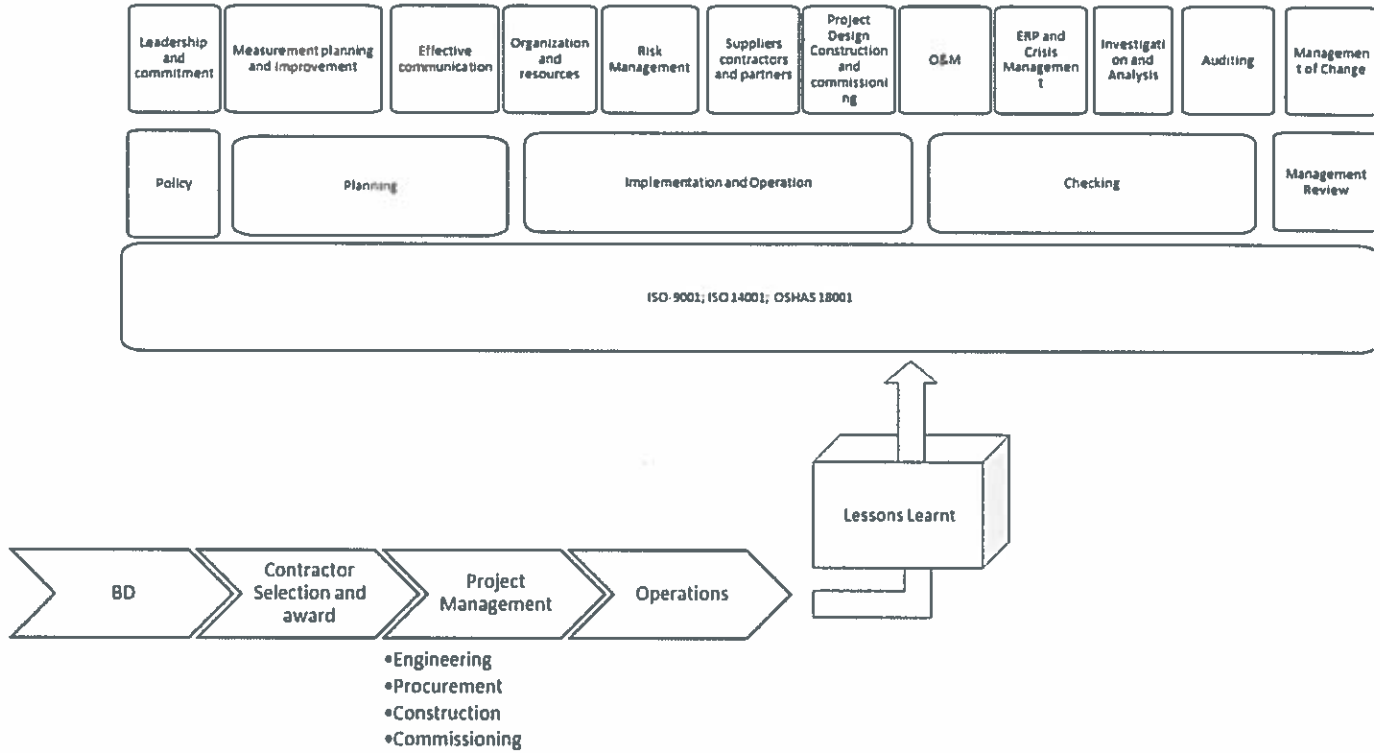 Leadership
and
commitment
Measurement planning
and improvement
Effective
communication
Organization
and
resources
Risk
Management
Suppliers
contractors
and partners
Project
Design
Construction
and
commissioni
ng
O&M
ERP and
Crisis
Managemen
t
Investigati
on and
Analysis
Auditing
Managemen
t of Change
Policy
Planning
Implementation and Operation
Checking
Management
Review
ISO-9001; ISO 14001; OSHAS 18001
Lessons Learnt
BD
Contractor
Selection and
award
Project
Management
Operations
•Engineering
•Procurement
•Construction
•Commissioning